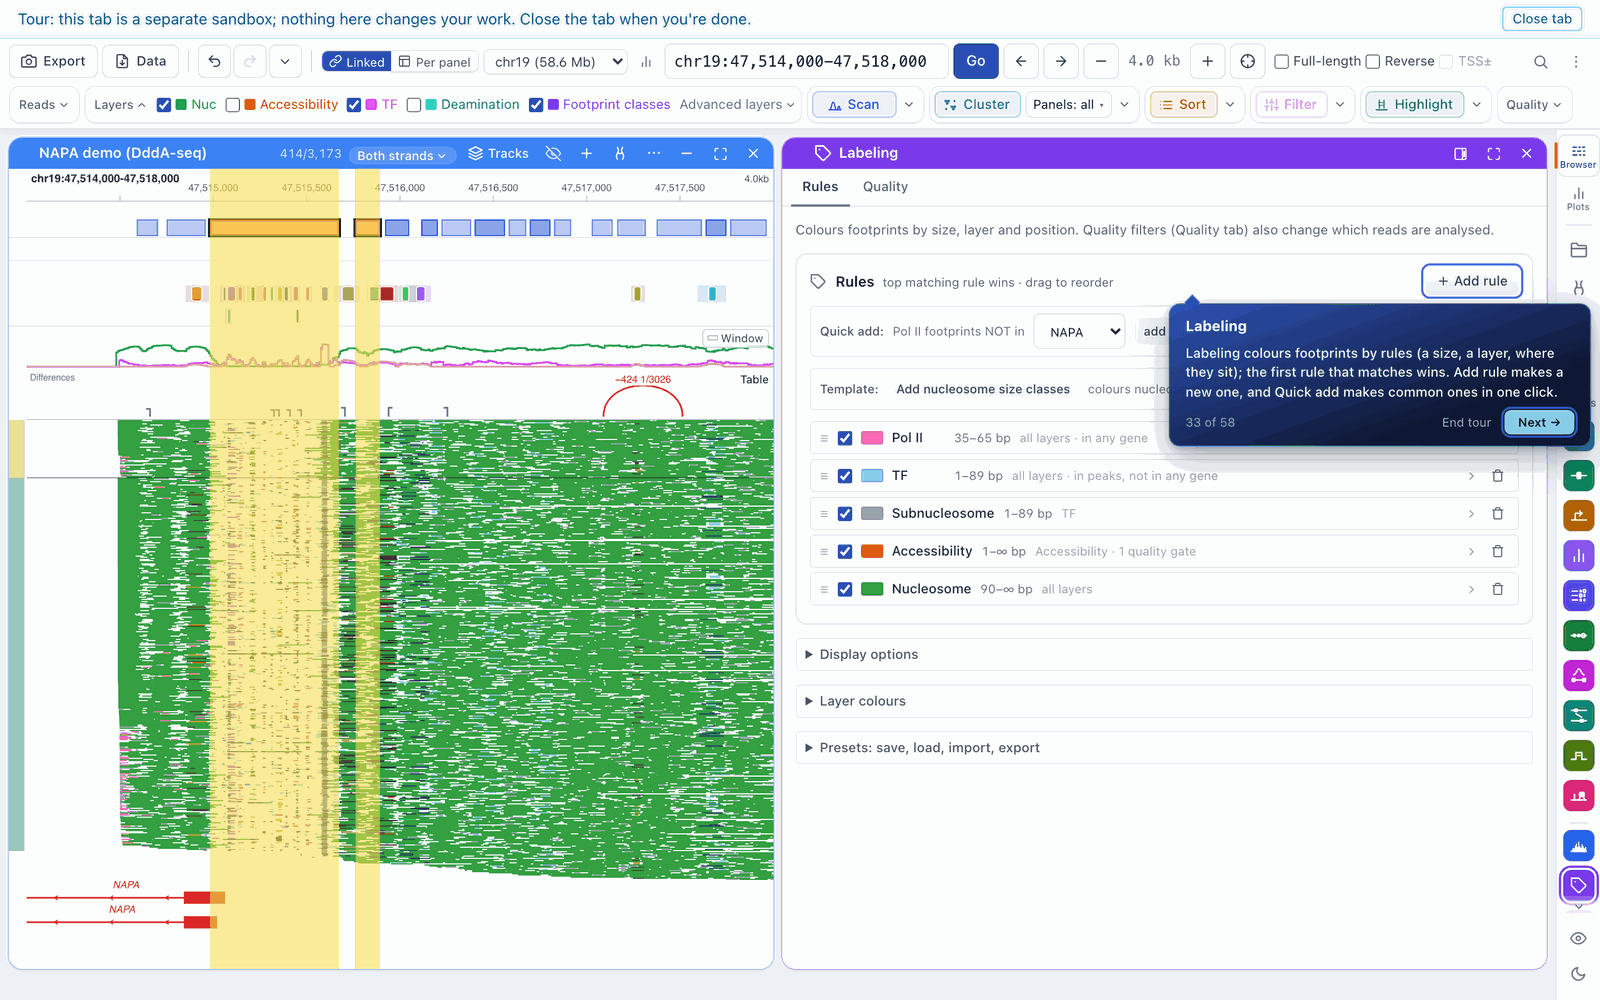 Tour: this tab is a separate sandbox; nothing here changes your work. Close the tab when you're done.
Close tab
Export
Data
Linked
Per panel
chr19 (58.6 Mb)
chr19:47,514,000–47,518,000
Go
4.0 kb
Full-length
Reverse
TSS±
Reads
Layers
Nuc
Accessibility
TF
Deamination
Footprint classes
Advanced layers
Scan
Cluster
Panels: all
Sort
Filter
Highlight
Quality
NAPA demo (DddA-seq)
414/3,173
Both strands
Tracks
chr19:47,514,000-47,518,000
47,515,000
47,515,500
47,516,000
47,516,500
47,517,000
47,517,500
4.0kb
Window
Differences
−424 1/3026
Table
NAPA
NAPA
Labeling
Rules
Quality
Colours footprints by size, layer and position. Quality filters (Quality tab) also change which reads are analysed.
Rules
top matching rule wins · drag to reorder
+ Add rule
Quick add:
Pol II footprints NOT in
NAPA
add
Template:
Add nucleosome size classes
Pol II
35–65 bp
all layers · in any gene
TF
1–89 bp
all layers · in peaks, not in any gene
Subnucleosome
1–89 bp
TF
Accessibility
1–∞ bp
Accessibility · 1 quality gate
Nucleosome
90–∞ bp
all layers
Display options
Layer colours
Presets: save, load, import, export
Labeling
Labeling colours footprints by rules (a size, a layer, where
they sit); the first rule that matches wins. Add rule makes a
new one, and Quick add makes common ones in one click.
33 of 58
End tour
Next →
Browser
Plots